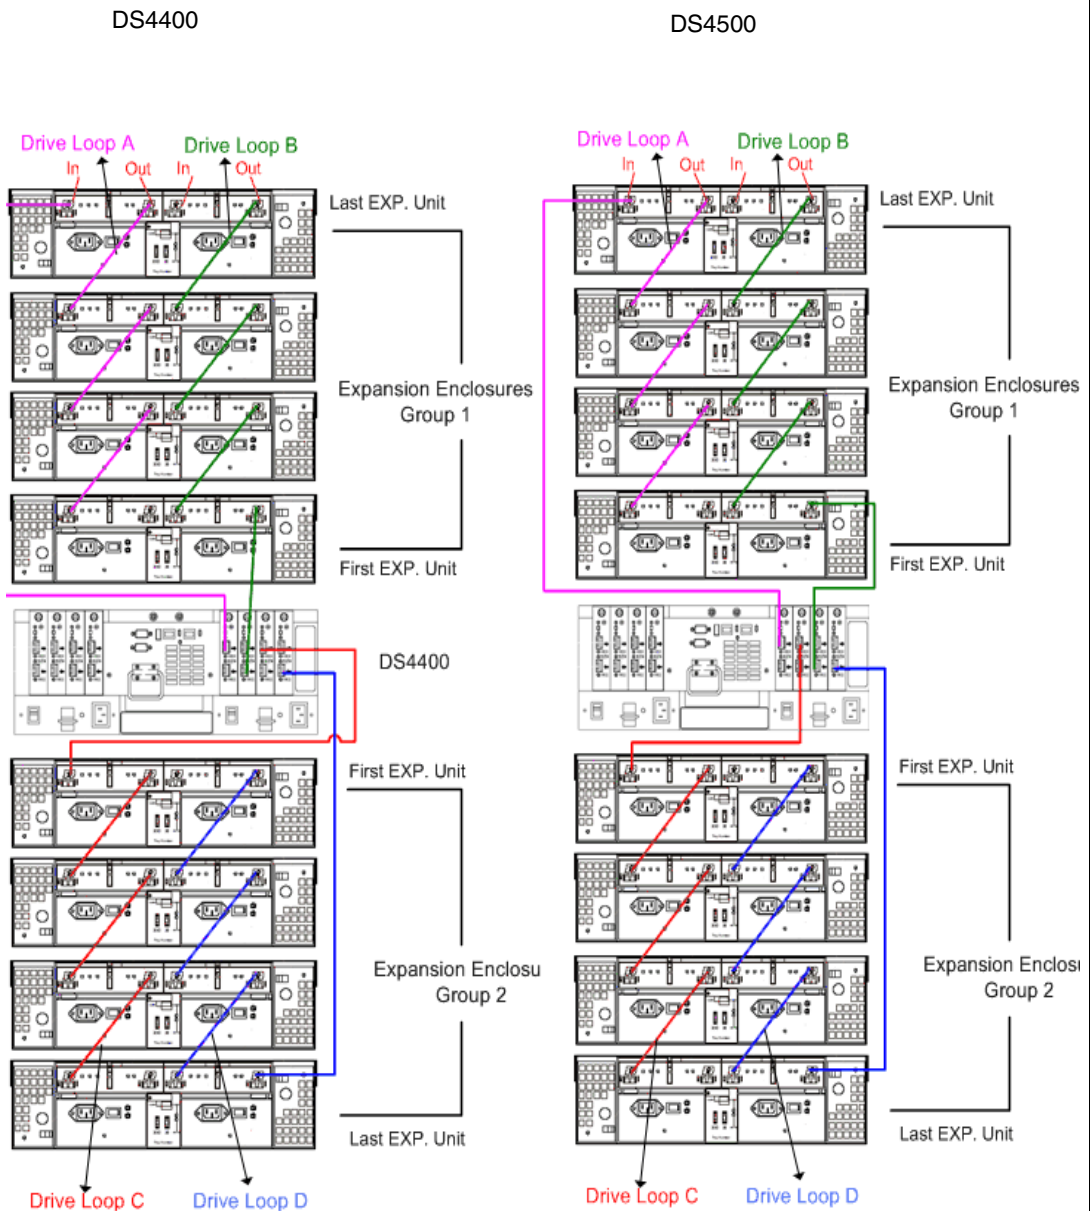 DS4400
DS4500
Drive Loop A
Drive Loop B
In
Out
In
Out
Last EXP. Unit
Expansion Enclosures
Group 1
First EXP. Unit
DS4400
First EXP. Unit
Expansion Enclosu
Group 2
Last EXP. Unit
Drive Loop C
Drive Loop D
Drive Loop A
Drive Loop B
In
Out
In
Out
Last EXP. Unit
Expansion Enclosures
Group 1
First EXP. Unit
First EXP. Unit
Expansion Enclosu
Group 2
Last EXP. Unit
Drive Loop C
Drive Loop D